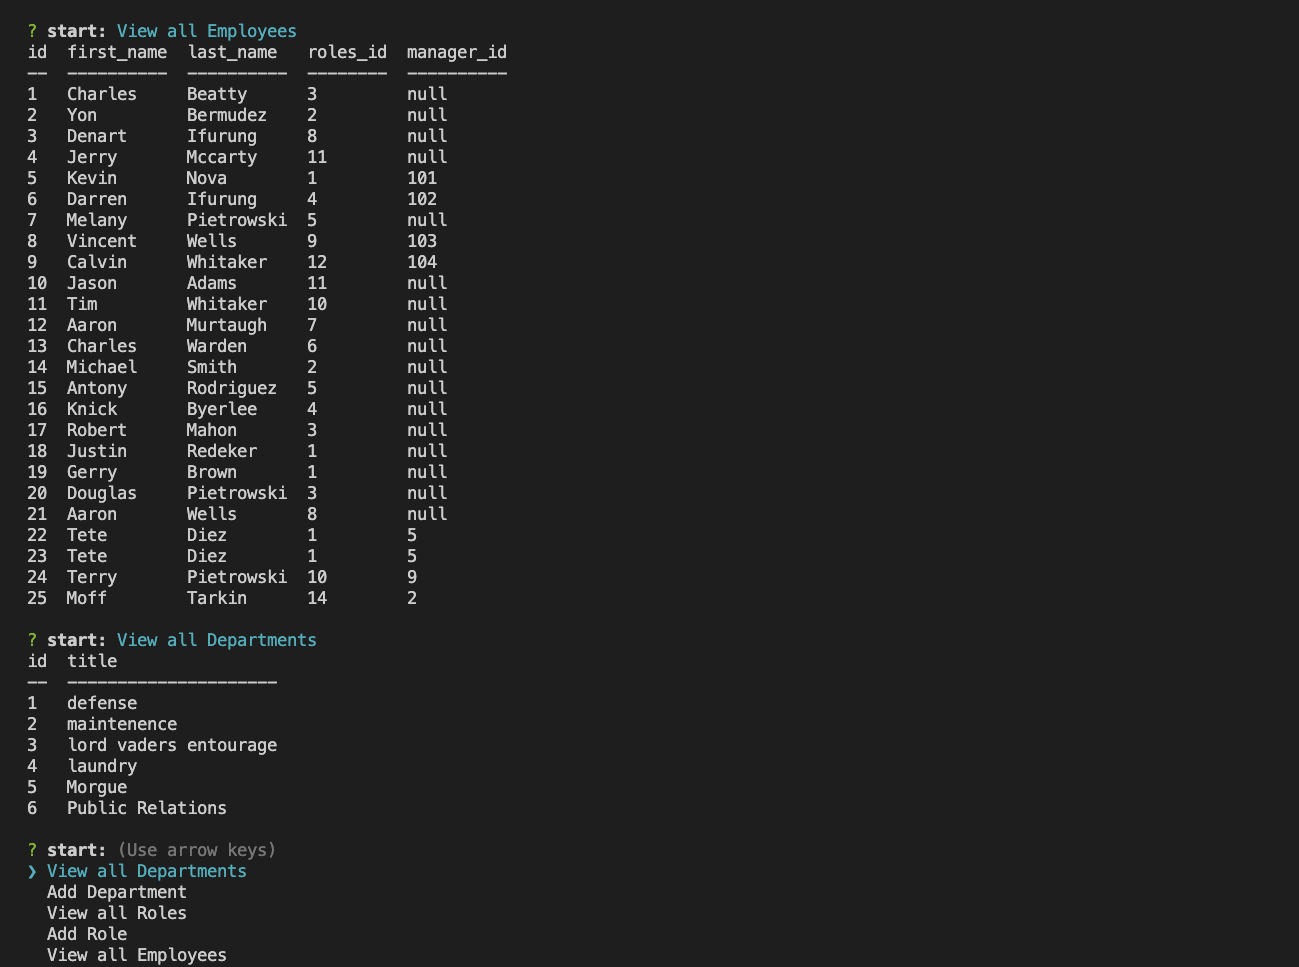 ? start: View all Employees
id  first_name  last_name   roles_id  manager_id
--  ----------  ----------  --------  ----------
1   Charles     Beatty      3         null
2   Yon         Bermudez    2         null
3   Denart      Ifurung     8         null
4   Jerry       Mccarty     11        null
5   Kevin       Nova        1         101
6   Darren      Ifurung     4         102
7   Melany      Pietrowski  5         null
8   Vincent     Wells       9         103
9   Calvin      Whitaker    12        104
10  Jason       Adams       11        null
11  Tim         Whitaker    10        null
12  Aaron       Murtaugh    7         null
13  Charles     Warden      6         null
14  Michael     Smith       2         null
15  Antony      Rodriguez   5         null
16  Knick       Byerlee     4         null
17  Robert      Mahon       3         null
18  Justin      Redeker     1         null
19  Gerry       Brown       1         null
20  Douglas     Pietrowski  3         null
21  Aaron       Wells       8         null
22  Tete        Diez        1         5
23  Tete        Diez        1         5
24  Terry       Pietrowski  10        9
25  Moff        Tarkin      14        2
? start: View all Departments
id  title
--  ---------------------
1   defense
2   maintenence
3   lord vaders entourage
4   laundry
5   Morgue
6   Public Relations
? start: (Use arrow keys)
❯ View all Departments
  Add Department
  View all Roles
  Add Role
  View all Employees